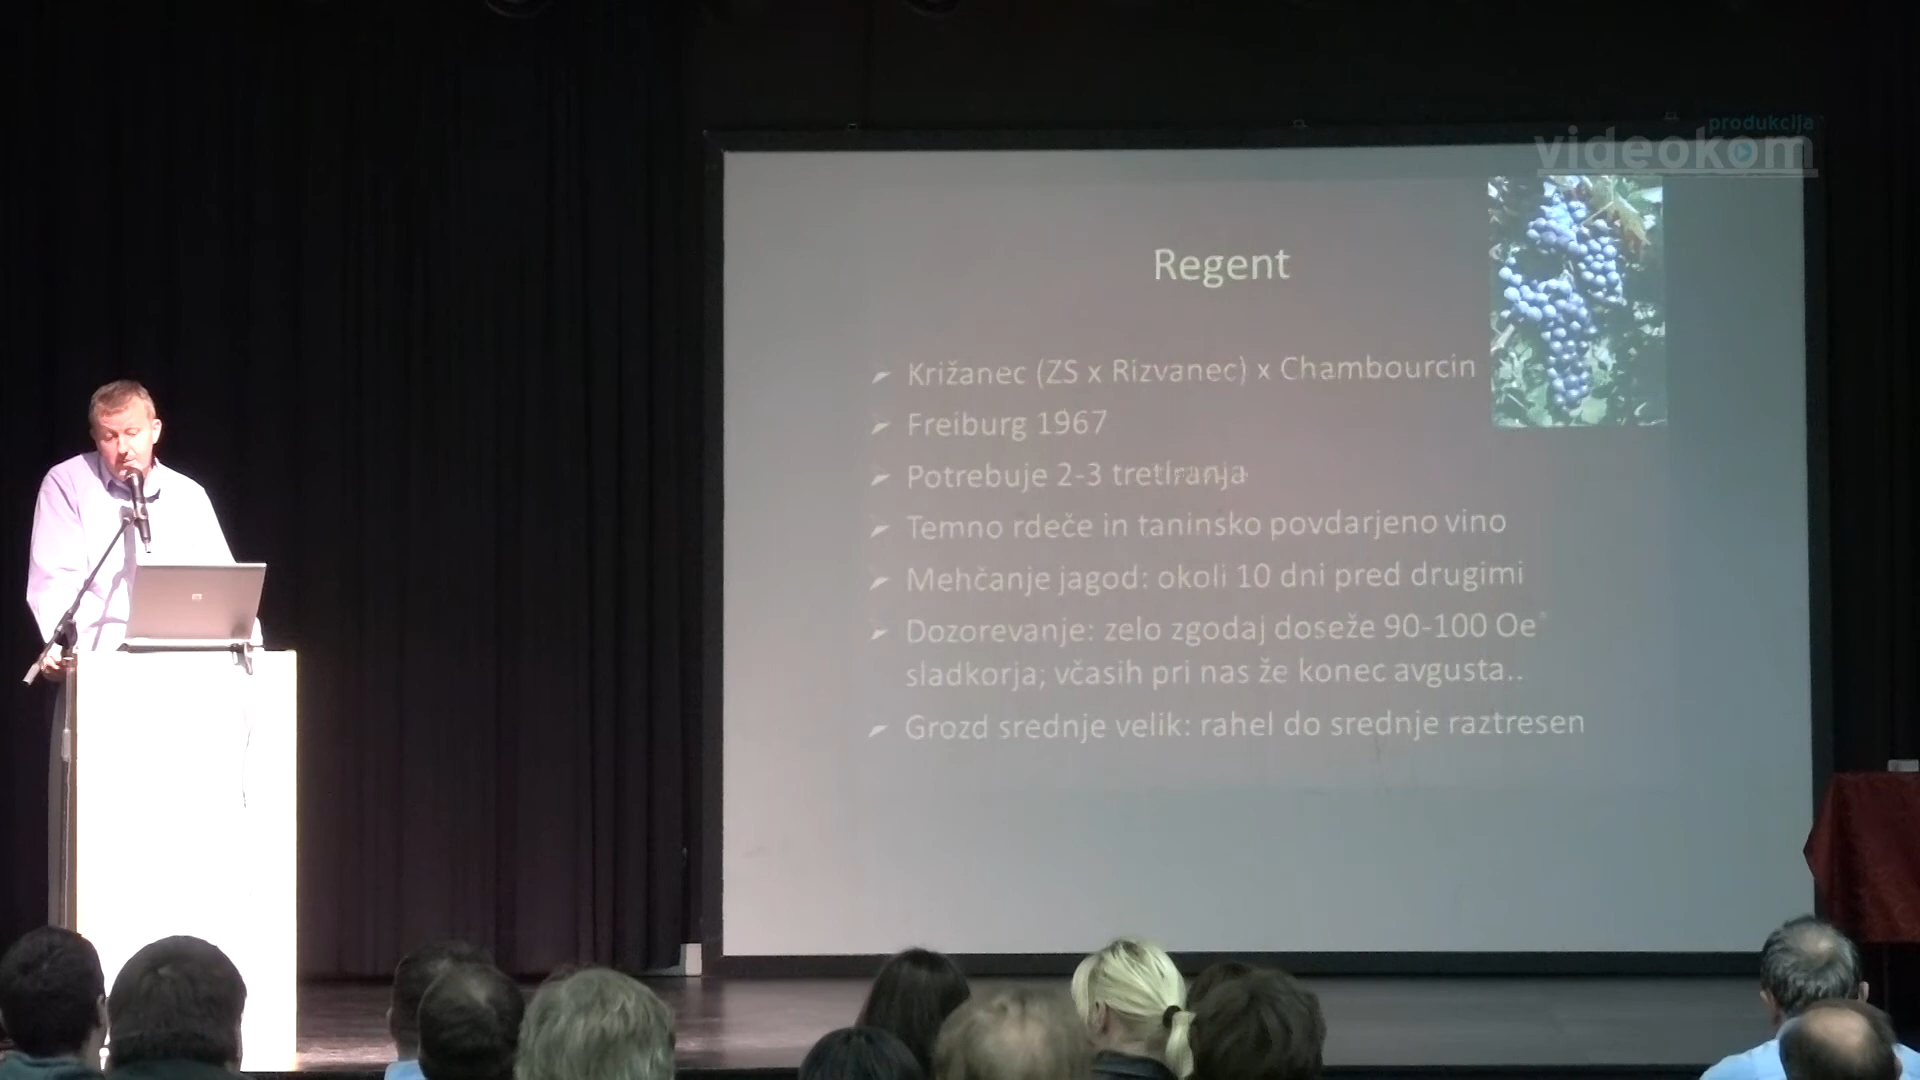 produkcija
videokom
Regent
Križanec (ZS x Rizvanec) x Chambourcin
Freiburg 1967
Potrebuje 2-3 tretiranja
Temno rdeče in taninsko povdarjeno vino
Mehčanje jagod: okoli 10 dni pred drugimi
Dozorevanje: zelo zgodaj doseže 90-100 Oe°
sladkorja; včasih pri nas že konec avgusta..
Grozd srednje velik: rahel do srednje raztresen